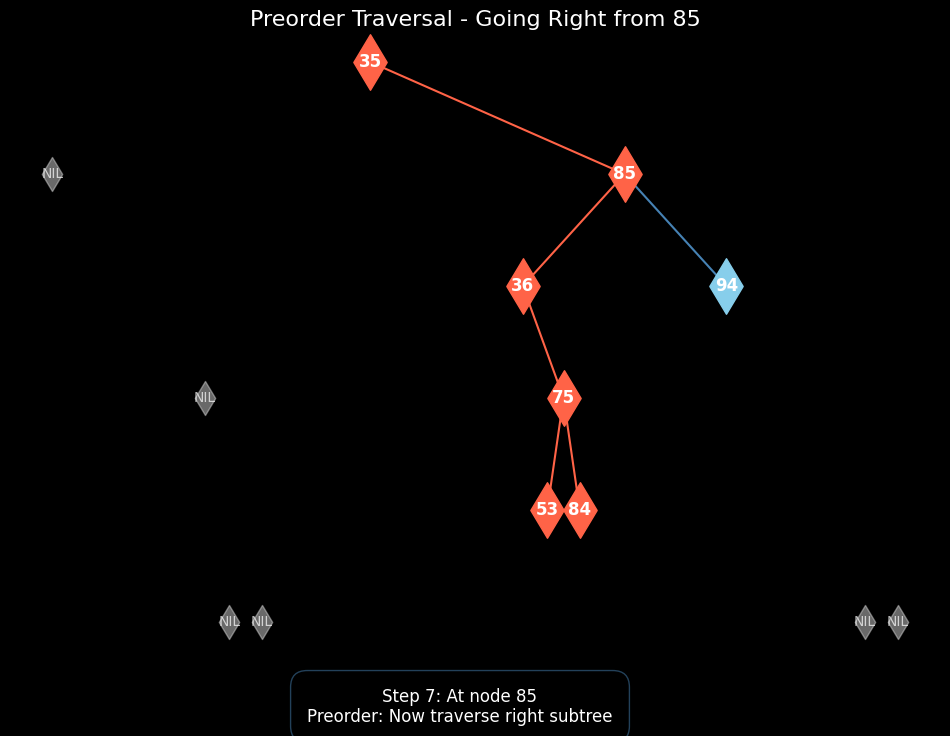 Preorder Traversal - Going Right from 85
35
NIL
85
36
94
NIL
75
53
84
NIL
NIL
NIL
NIL
Step 7: At node 85
Preorder: Now traverse right subtree